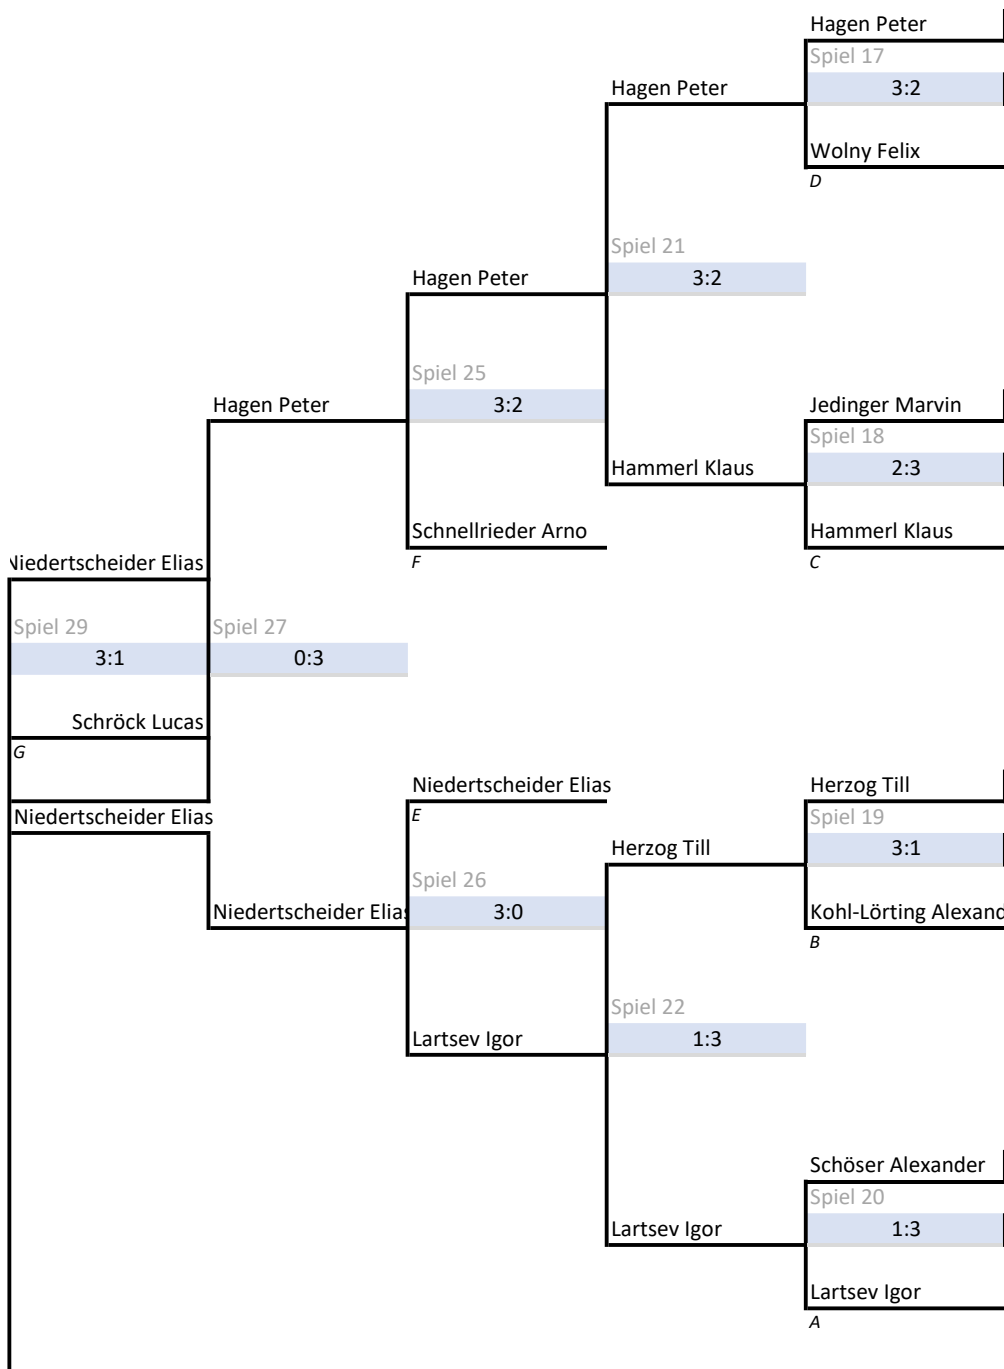 Hagen Peter
Spiel 17
Hagen Peter
3:2
Wolny Felix
D
Spiel 21
Hagen Peter
3:2
Spiel 25
Hagen Peter
3:2
Jedinger Marvin
Spiel 18
Hammerl Klaus
2:3
Schnellrieder Arno
Hammerl Klaus
F
C
Niedertscheider Elias
Spiel 29
Spiel 27
3:1
0:3
Schröck Lucas
G
Niedertscheider Elias
Herzog Till
Niedertscheider Elias
E
Spiel 19
Herzog Till
3:1
Spiel 26
Niedertscheider Elias
3:0
Kohl-Lörting Alexand
B
Spiel 22
Lartsev Igor
1:3
Schöser Alexander
Spiel 20
Lartsev Igor
1:3
Lartsev Igor
A